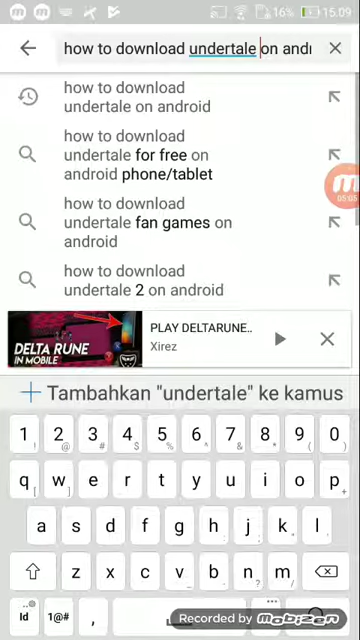 16% 15.09
how to download undertale on andr
how to download
undertale on android
how to download
undertale for free on
android phone/tablet
05:05
how to download
undertale fan games on
android
how to download
undertale 2 on android
DELTA RUNE
IN MOBILE
PLAY DELTARUNE..
Xirez
Tambahkan "undertale" ke kamus
1 2 3 4 5 6 7 8 9 0
q w e r t y u i o p
a s d f g h j k l
z x c v b n m
Id 1@# ,
Recorded by mobizen